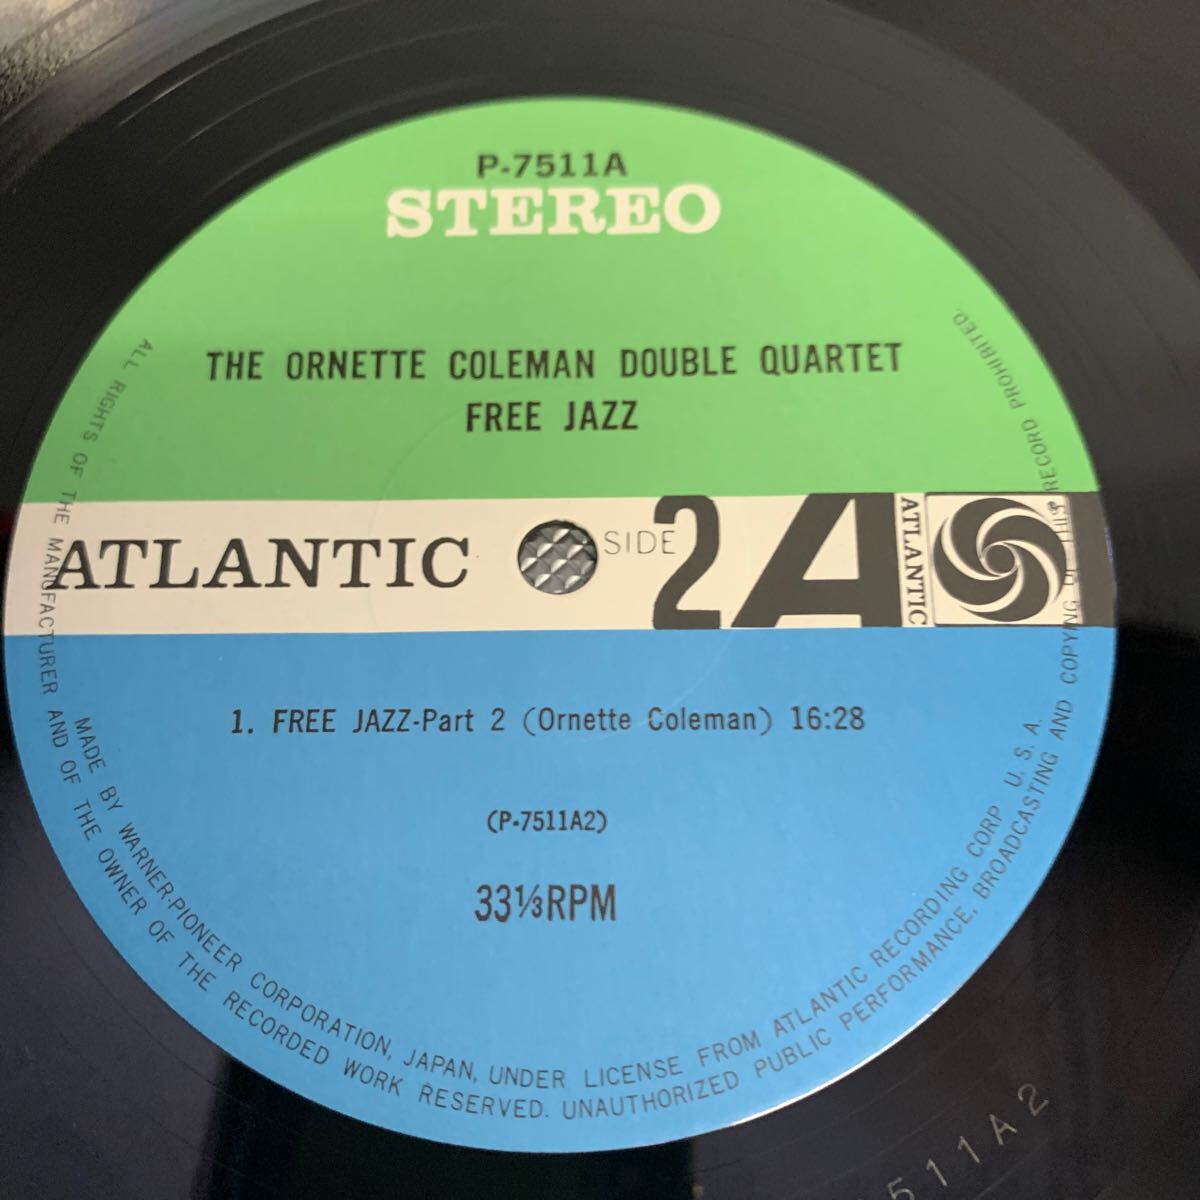 P-7511A
STEREO
THE ORNETTE COLEMAN DOUBLE QUARTET
FREE JAZZ
ATLANTIC
SIDE 2
A
ATLANTIC
1. FREE JAZZ-Part 2 (Ornette Coleman) 16:28
(P-7511A2)
33⅓RPM
MADE BY WARNER-PIONEER CORPORATION, JAPAN, UNDER LICENSE FROM ATLANTIC RECORDING CORP. U. S. A.
ALL RIGHTS OF THE MANUFACTURER AND OF THE OWNER OF THE RECORDED WORK RESERVED. UNAUTHORIZED PUBLIC PERFORMANCE, BROADCASTING AND COPYING OF THIS RECORD PROHIBITED.
511A2